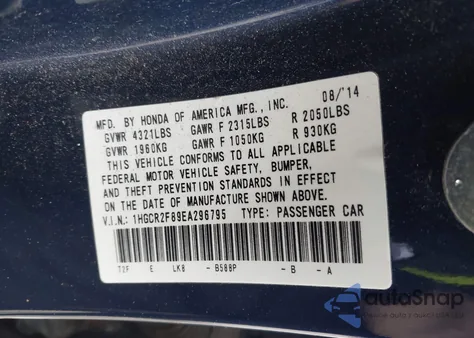 MFD. BY HONDA OF AMERICA MFG., INC. 08/'14
GVWR 4321LBS GAWR F 2315LBS R 2050LBS
GVWR 1960KG GAWR F 1050KG R 930KG
THIS VEHICLE CONFORMS TO ALL APPLICABLE
FEDERAL MOTOR VEHICLE SAFETY, BUMPER,
AND THEFT PREVENTION STANDARDS IN EFFECT
ON THE DATE OF MANUFACTURE SHOWN ABOVE.
V.I.N.: 1HGCR2F89EA296795 TYPE: PASSENGER CAR
T2F E LK8 - B588P - B - A
autoSnap